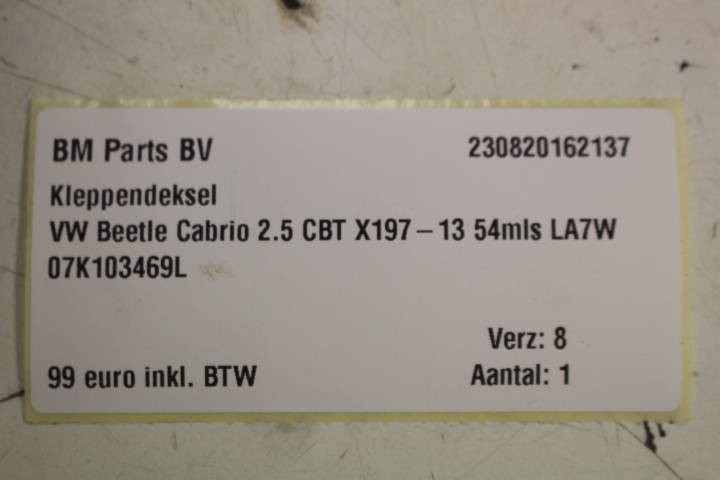 BM Parts BV 230820162137
Kleppendeksel
VW Beetle Cabrio 2.5 CBT X197–13 54mls LA7W
07K103469L
Verz: 8
99 euro inkl. BTW Aantal: 1